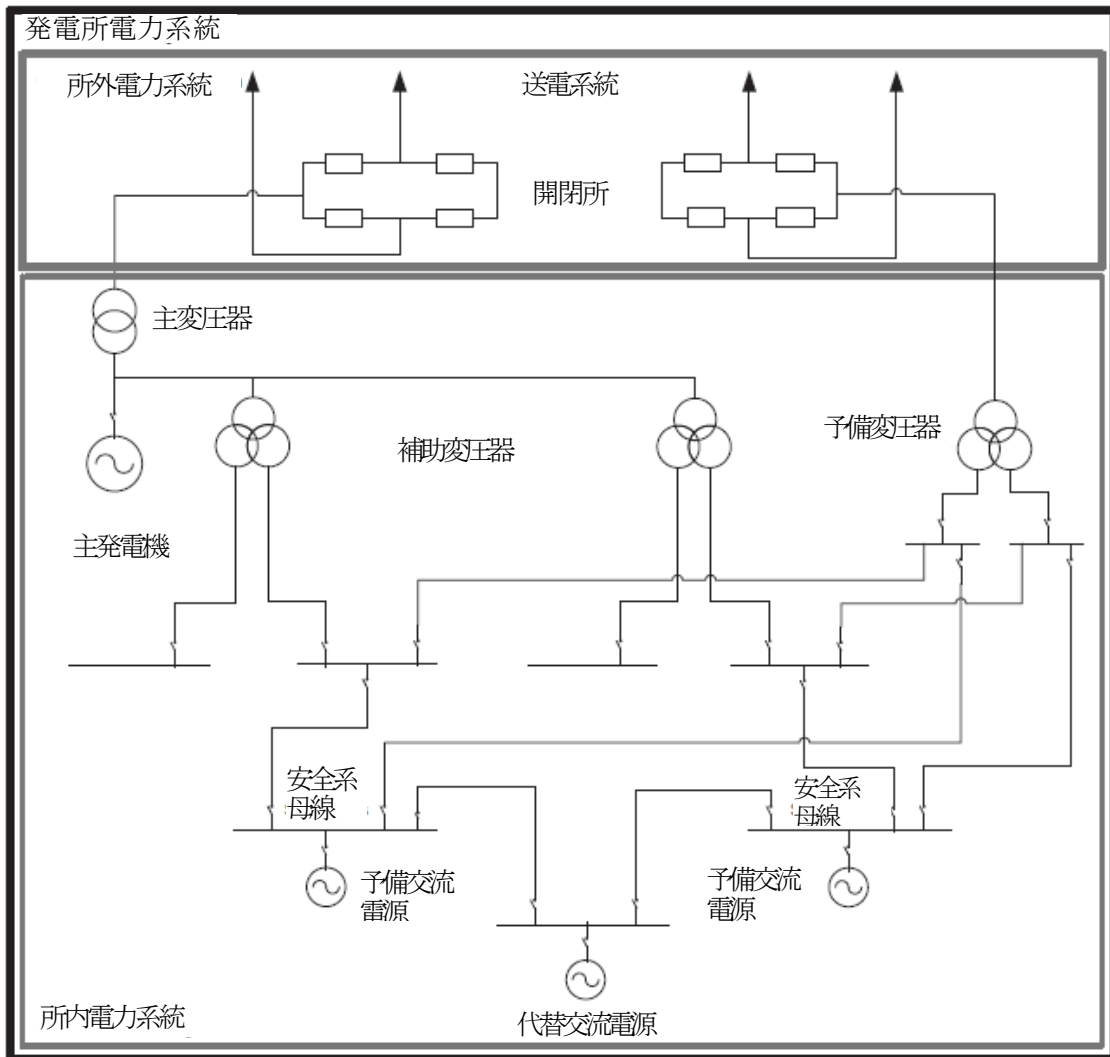 発電所電力系統
所外電力系統
送電系統
開閉所
主変圧器
補助変圧器
予備変圧器
主発電機
安全系
母線
安全系
母線
予備交流
電源
予備交流
電源
代替交流電源
所内電力系統